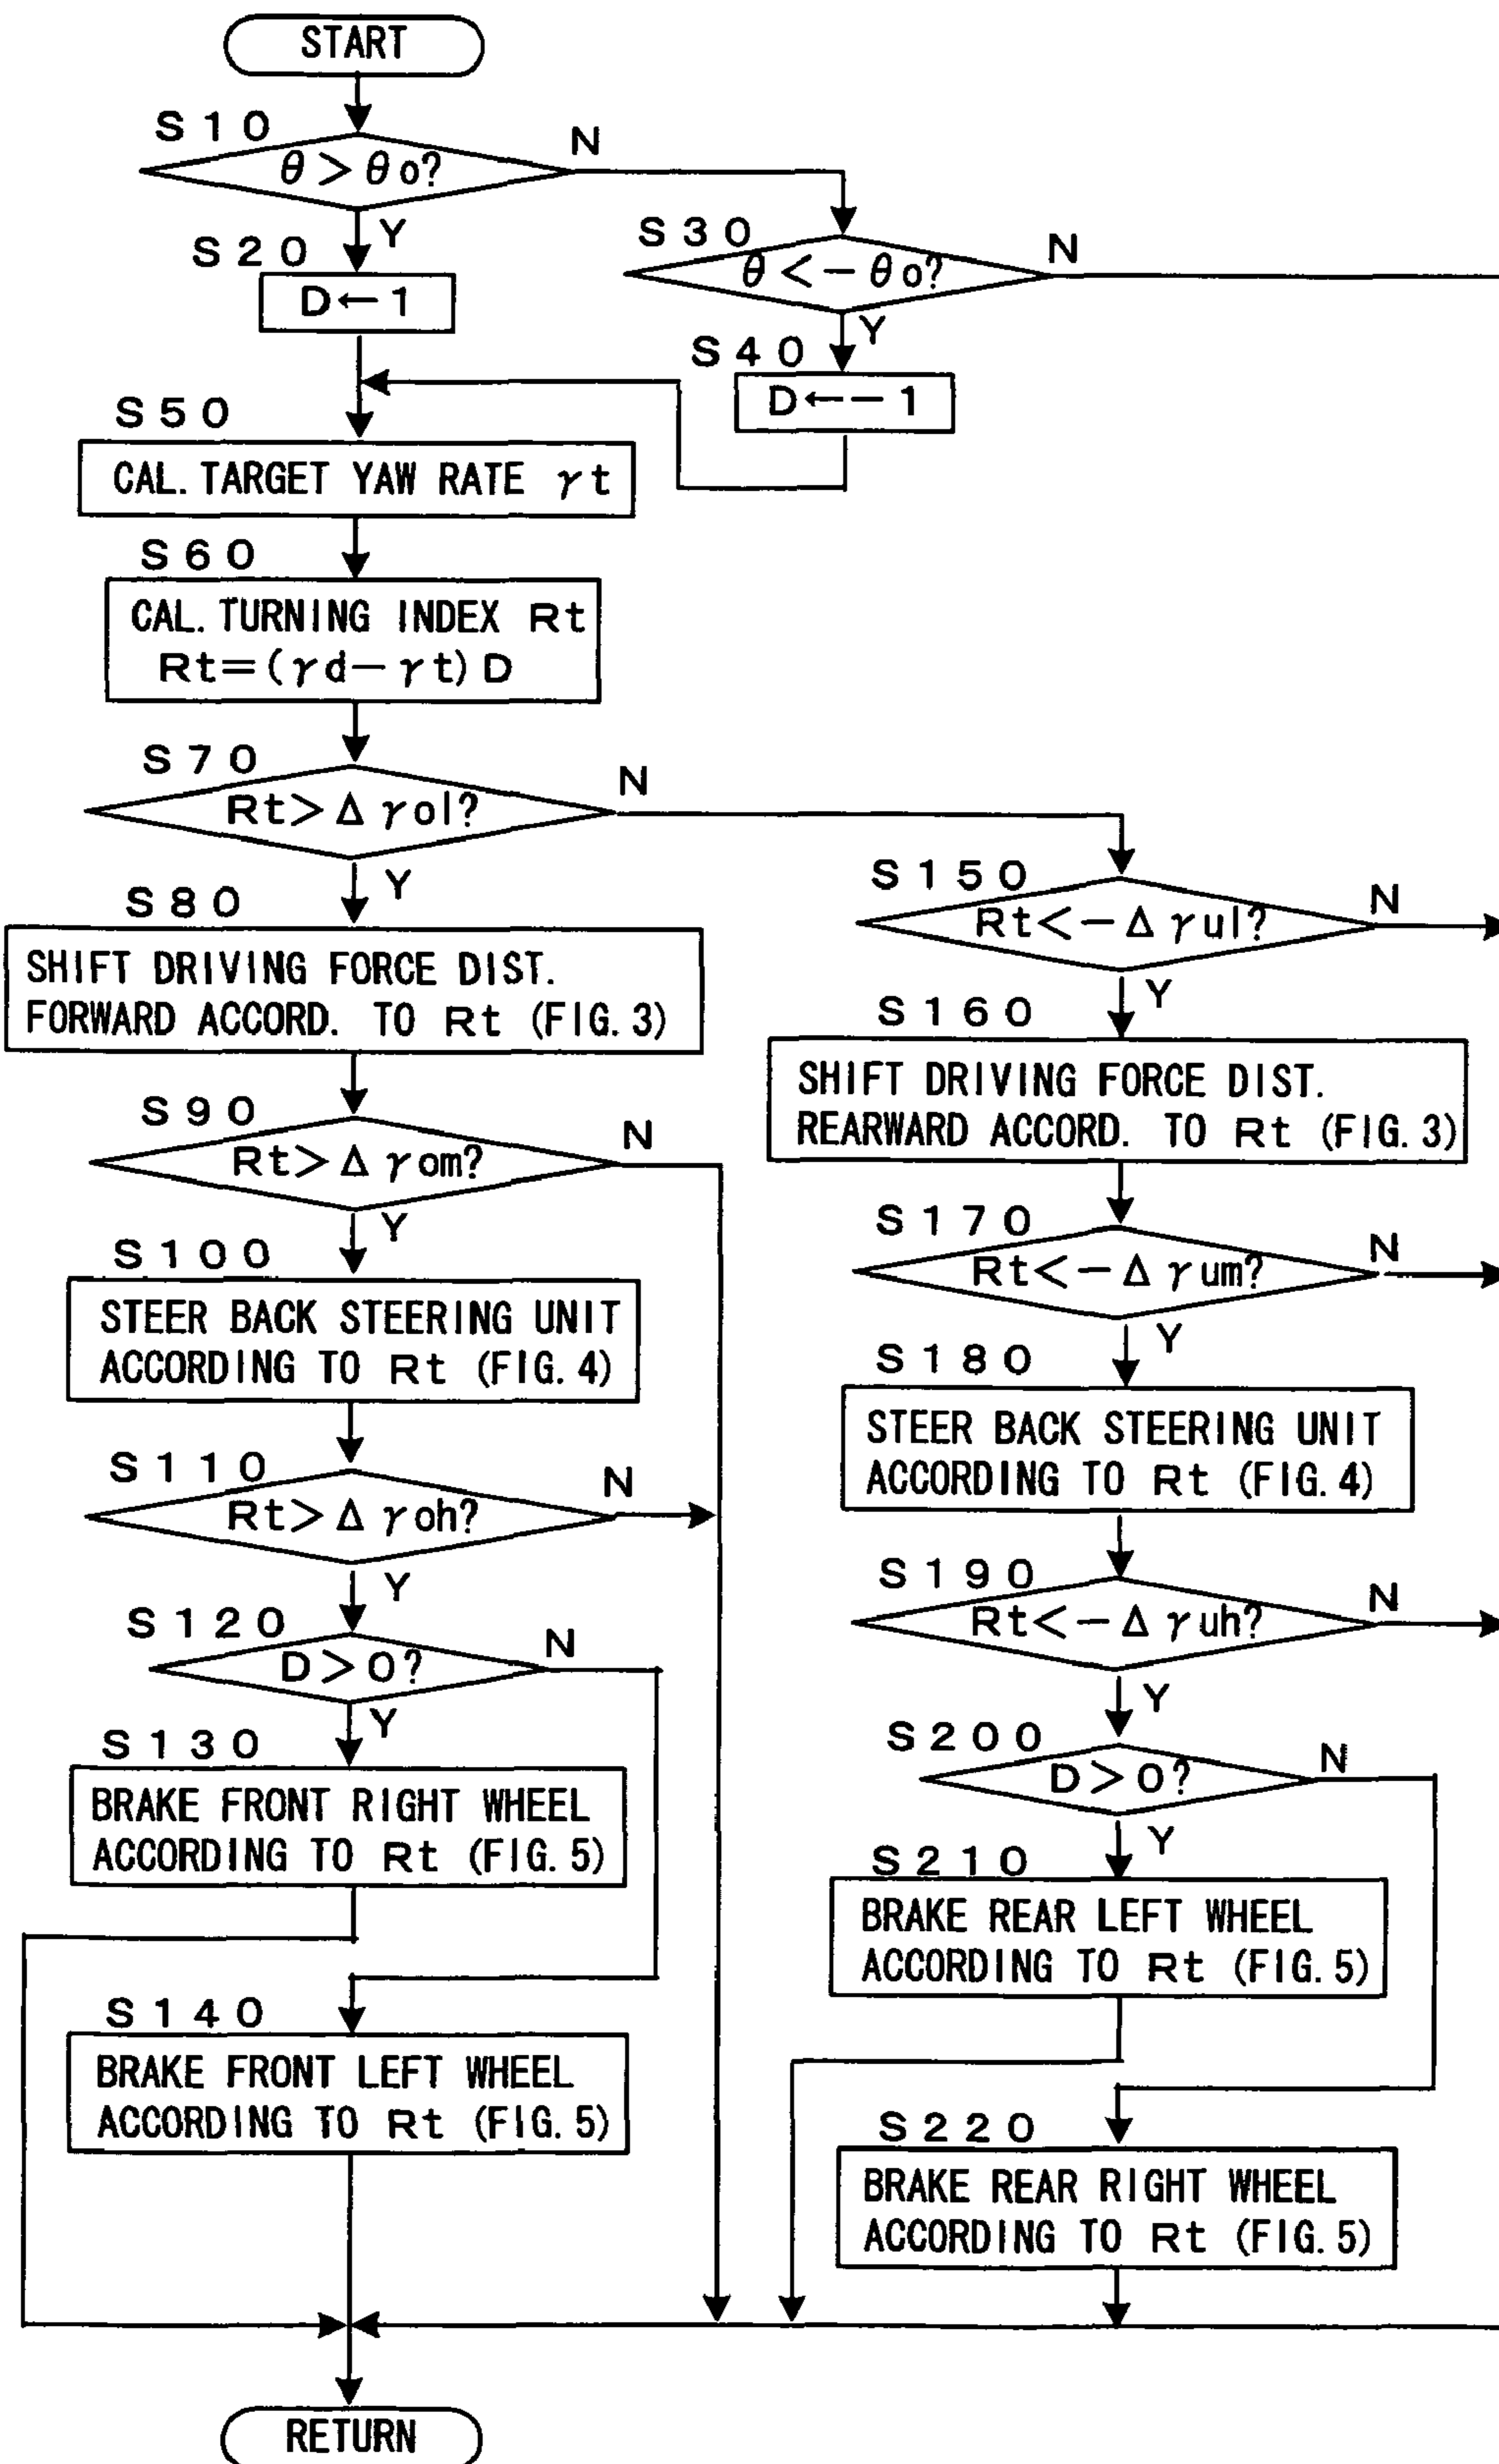 START
S10
N
θ > θo?
Y
S20
D←1
S30
N
θ < -θo?
Y
S40
D←-1
S50
CAL. TARGET YAW RATE γt
S60
CAL. TURNING INDEX Rt
Rt=(γd-γt)D
S70
N
Rt>Δγol?
Y
S80
SHIFT DRIVING FORCE DIST.
FORWARD ACCORD. TO Rt (FIG. 3)
S90
N
Rt>Δγom?
Y
S100
STEER BACK STEERING UNIT
ACCORDING TO Rt (FIG. 4)
S110
N
Rt>Δγoh?
Y
S120
N
D>0?
Y
S130
BRAKE FRONT RIGHT WHEEL
ACCORDING TO Rt (FIG. 5)
S140
BRAKE FRONT LEFT WHEEL
ACCORDING TO Rt (FIG. 5)
S150
N
Rt<-Δγul?
Y
S160
SHIFT DRIVING FORCE DIST.
REARWARD ACCORD. TO Rt (FIG. 3)
S170
N
Rt<-Δγum?
Y
S180
STEER BACK STEERING UNIT
ACCORDING TO Rt (FIG. 4)
S190
N
Rt<-Δγuh?
Y
S200
N
D>0?
Y
S210
BRAKE REAR LEFT WHEEL
ACCORDING TO Rt (FIG. 5)
S220
BRAKE REAR RIGHT WHEEL
ACCORDING TO Rt (FIG. 5)
RETURN